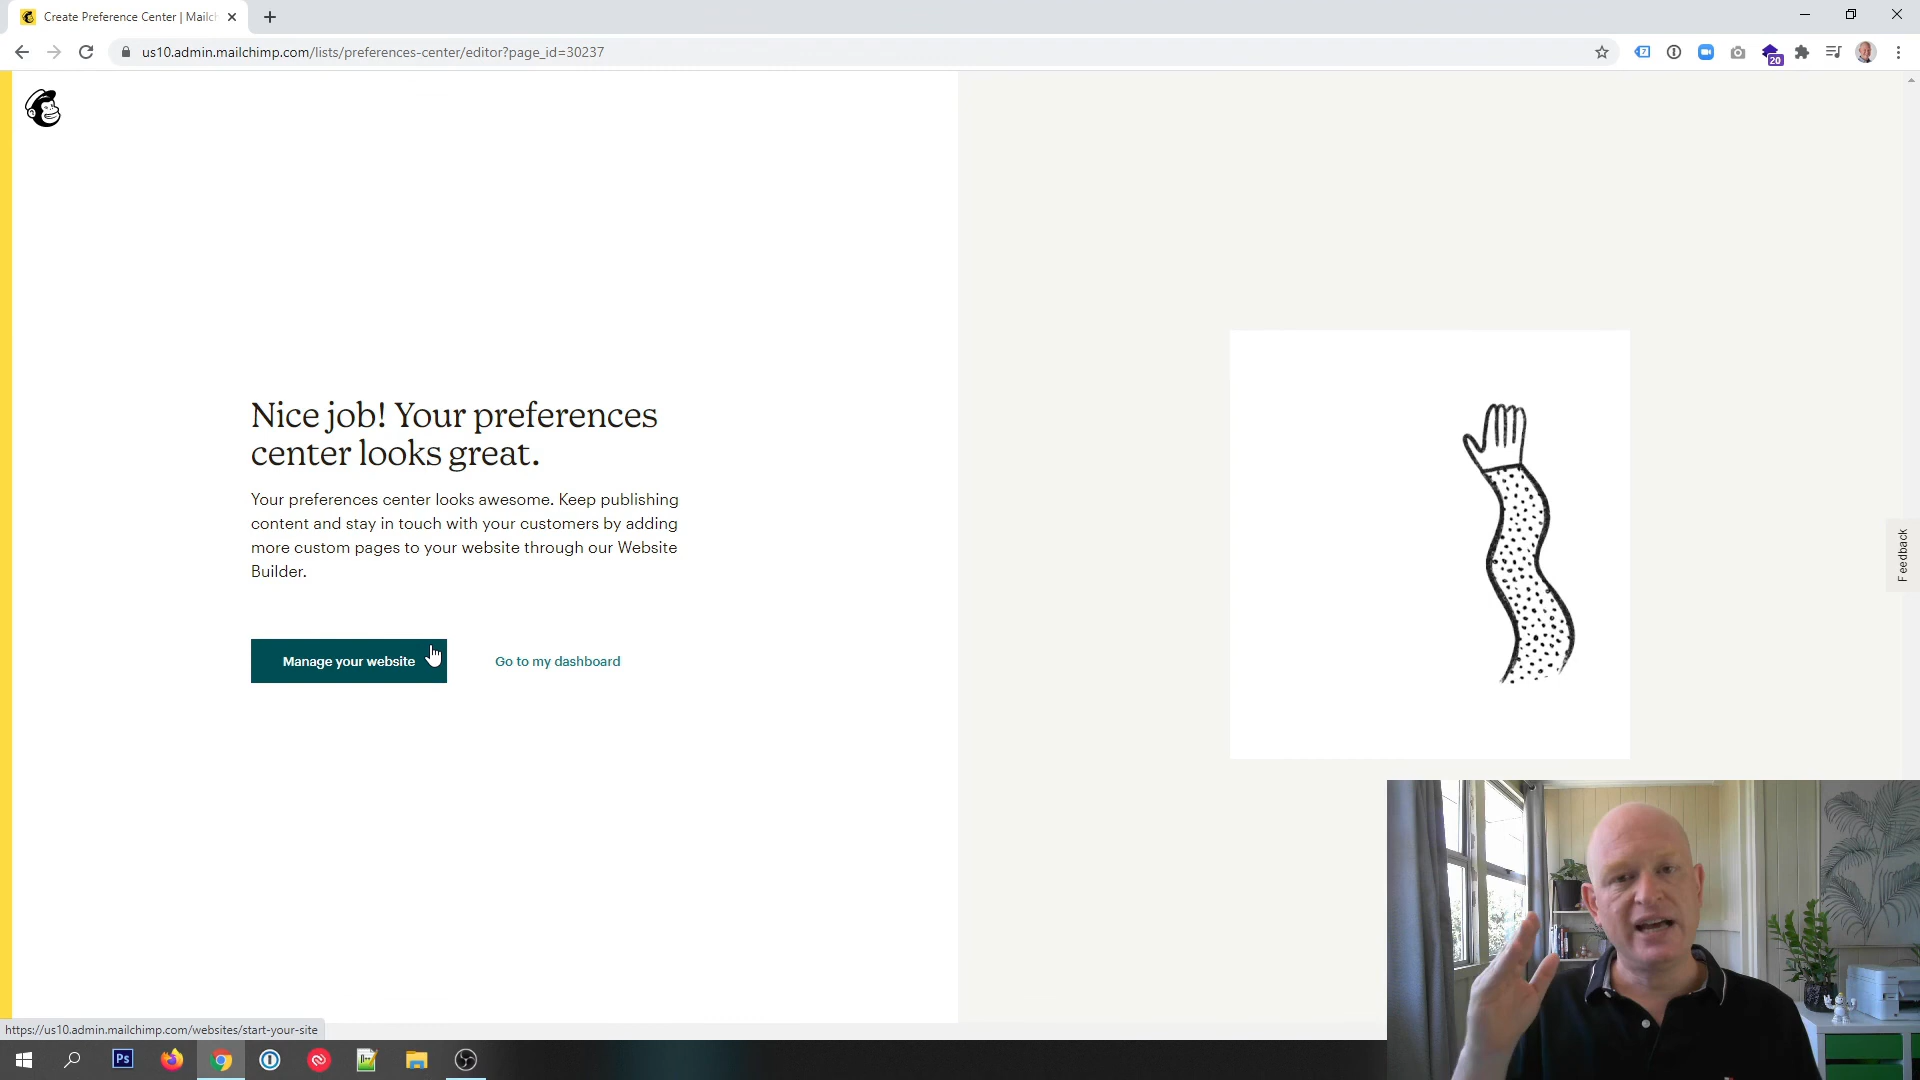 Create Preference Center | Mailc
us10.admin.mailchimp.com/lists/preferences-center/editor?page_id=30237
7
20
Nice job! Your preferences
center looks great.
Your preferences center looks awesome. Keep publishing
content and stay in touch with your customers by adding
more custom pages to your website through our Website
Builder.
Manage your website
Go to my dashboard
Feedback
https://us10.admin.mailchimp.com/websites/start-your-site
Ps